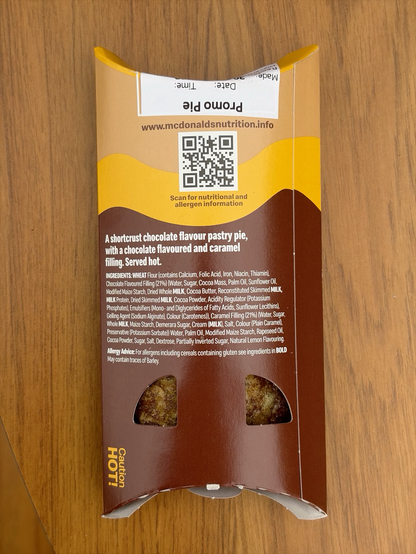 Made:
Date:
Time:
Promo Pie
www.mcdonaldsnutrition.info
Scan for nutritional and
allergen information
A shortcrust chocolate flavour pastry pie,
with a chocolate flavoured and caramel
filling. Served hot.
INGREDIENTS: WHEAT Flour (contains Calcium, Folic Acid, Iron, Niacin, Thiamin),
Chocolate Flavoured Filling (21%) (Water, Sugar, Cocoa Mass, Palm Oil, Sunflower Oil,
Modified Maize Starch, Dried Whole MILK, Cocoa Butter, Reconstituted Skimmed MILK,
MILK Protein, Dried Skimmed MILK, Cocoa Powder, Acidity Regulator (Potassium
Phosphate), Emulsifiers (Mono- and Diglycerides of Fatty Acids, Sunflower Lecithins),
Gelling Agent (Sodium Alginate), Colour (Carotenes)), Caramel Filling (21%) (Water, Sugar,
Whole MILK, Maize Starch, Demerara Sugar, Cream (MILK), Salt, Colour (Plain Caramel),
Preservative (Potassium Sorbate)) Water, Palm Oil, Modified Maize Starch, Rapeseed Oil,
Cocoa Powder, Sugar, Salt, Dextrose, Partially Inverted Sugar, Natural Lemon Flavouring.
Allergy Advice: For allergens including cereals containing gluten see ingredients in BOLD
May contain traces of Barley.
Caution
HOT!